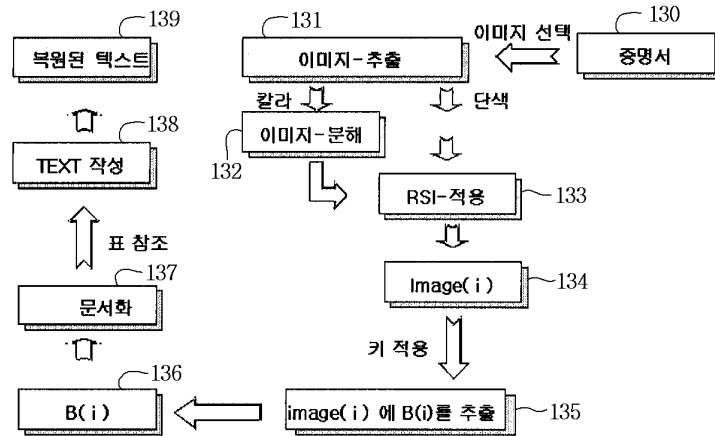 139
복원된 텍스트
138
TEXT 작성
표 참조
137
문서화
136
B(i)
131
이미지-추출
이미지 선택
130
증명서
칼라
단색
이미지-분해
132
RSI-적용
133
Image(i)
134
키 적용
image(i) 에 B(i)를 추출
135